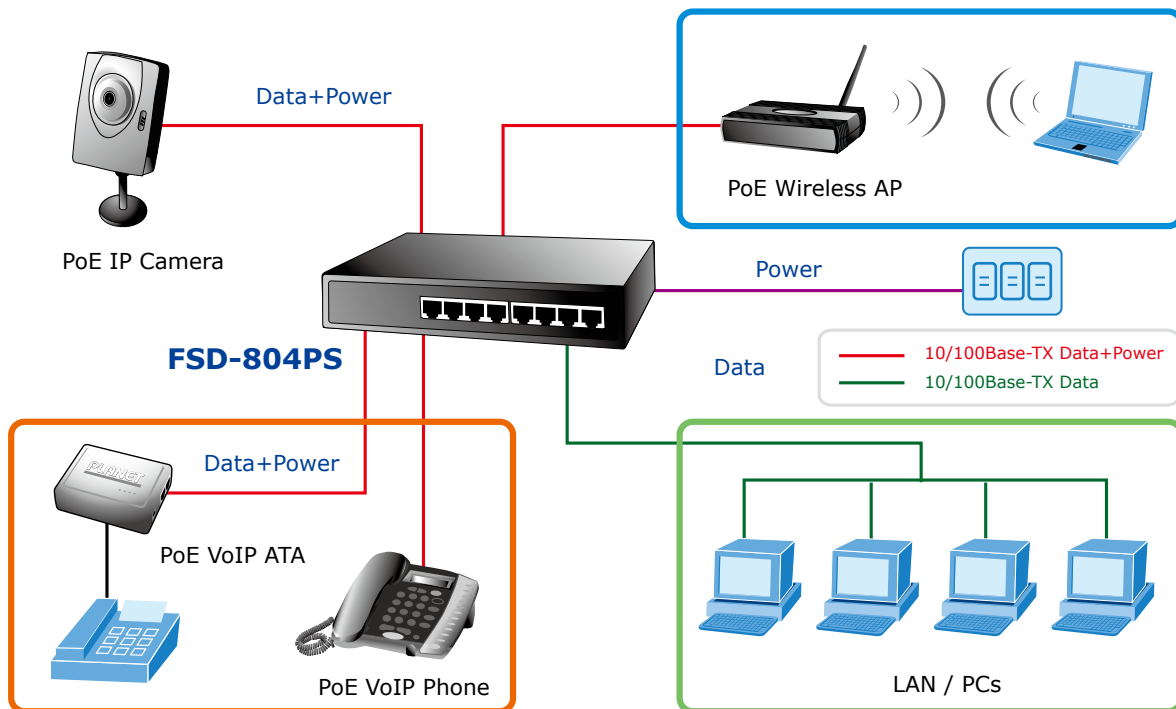 Data+Power
PoE Wireless AP
PoE IP Camera
Power
FSD-804PS
Data
10/100Base-TX Data+Power
10/100Base-TX Data
Data+Power
PLANET
PoE VoIP ATA
PoE VoIP Phone
LAN / PCs